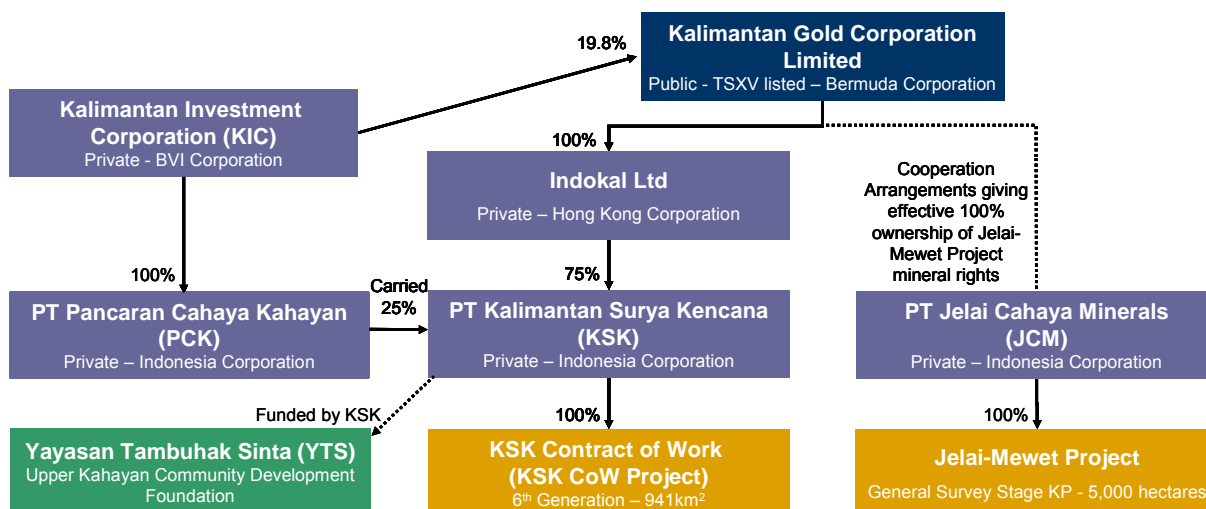 Kalimantan Gold Corporation
Limited
Public - TSXV listed – Bermuda Corporation
19.8%
Kalimantan Investment
Corporation (KIC)
Private - BVI Corporation
100%
Indokal Ltd
Private – Hong Kong Corporation
Cooperation
Arrangements giving
effective 100%
ownership of Jelai-
Mewet Project
mineral rights
100%
75%
Carried
25%
PT Pancaran Cahaya Kahayan
(PCK)
Private – Indonesia Corporation
PT Kalimantan Surya Kencana
(KSK)
Private – Indonesia Corporation
PT Jelai Cahaya Minerals
(JCM)
Private – Indonesia Corporation
Funded by KSK
100%
100%
Yayasan Tambuhak Sinta (YTS)
Upper Kahayan Community Development
Foundation
KSK Contract of Work
(KSK CoW Project)
6th Generation – 941km2
Jelai-Mewet Project
General Survey Stage KP - 5,000 hectares